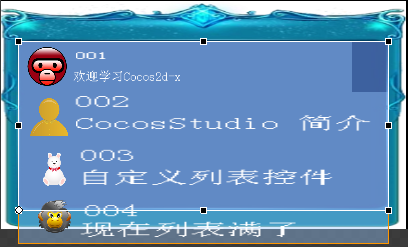 001
欢迎学习Cocos2d-x
002
CocosStudio 简介
003
自定义列表控件
004
现在列表满了